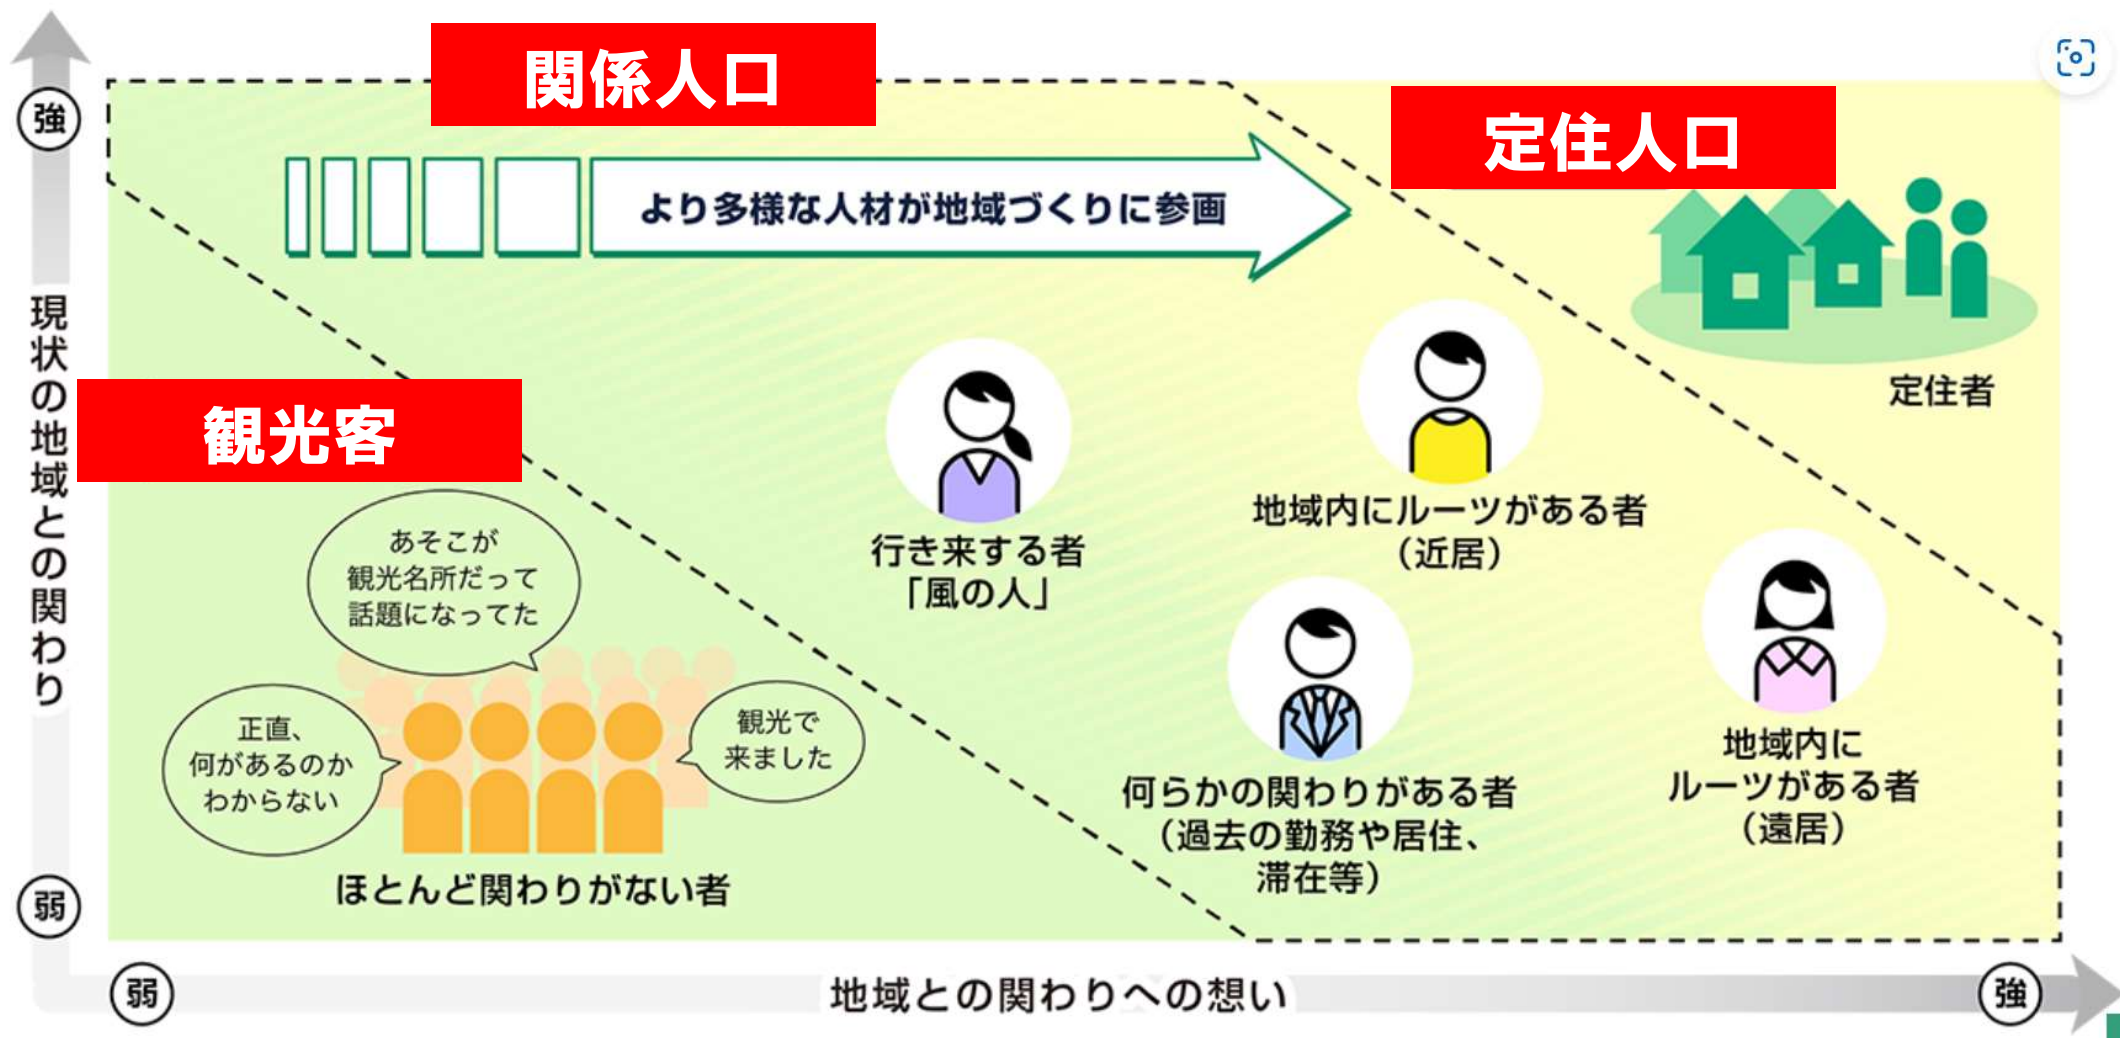 関係人口
定住人口
強
より多様な人材が地域づくりに参画
現状の地域との関わり
定住者
観光客
行き来する者
「風の人」
地域内にルーツがある者
（近居）
あそこが
観光名所だって
話題になってた
正直、
何があるのか
わからない
観光で
来ました
ほとんど関わりがない者
何らかの関わりがある者
（過去の勤務や居住、
滞在等）
地域内に
ルーツがある者
（遠居）
弱
弱
地域との関わりへの想い
強